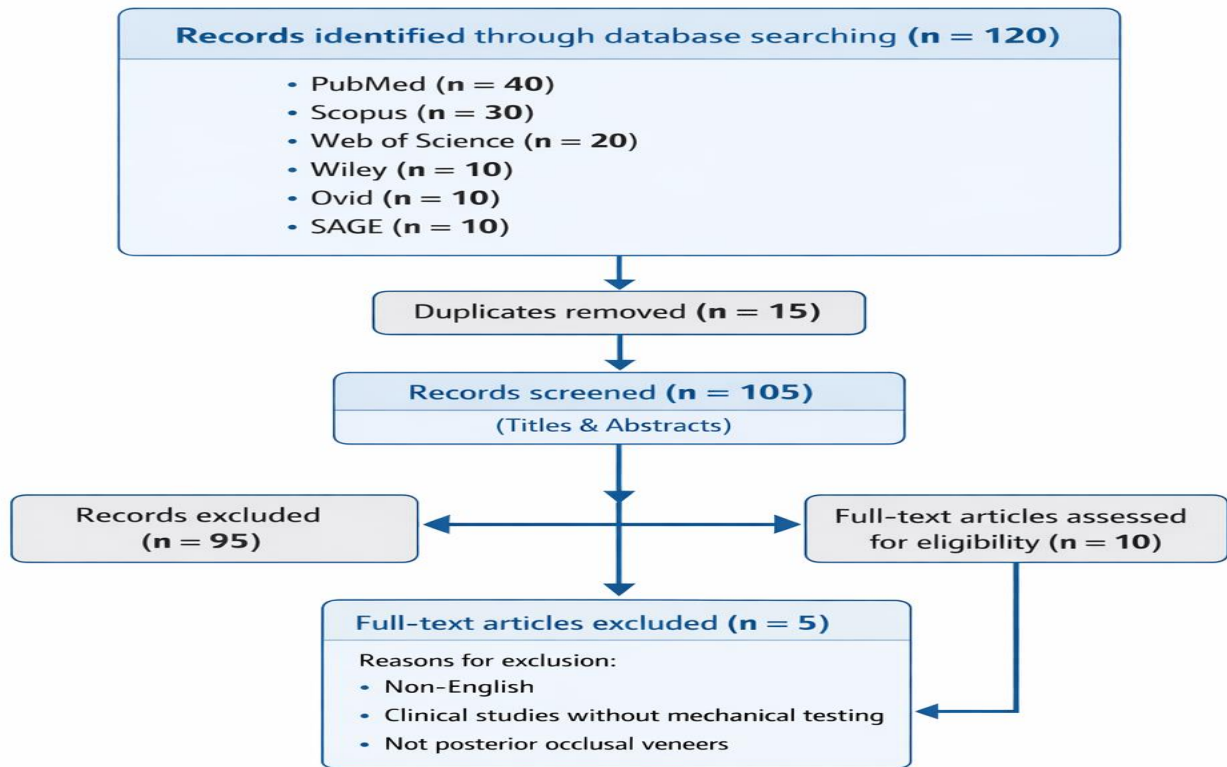 Records identified through database searching (n = 120)
• PubMed (n = 40)
• Scopus (n = 30)
• Web of Science (n = 20)
• Wiley (n = 10)
• Ovid (n = 10)
• SAGE (n = 10)
Duplicates removed (n = 15)
Records screened (n = 105)
(Titles & Abstracts)
Records excluded
(n = 95)
Full-text articles assessed
for eligibility (n = 10)
Full-text articles excluded (n = 5)
Reasons for exclusion:
• Non-English
• Clinical studies without mechanical testing
• Not posterior occlusal veneers